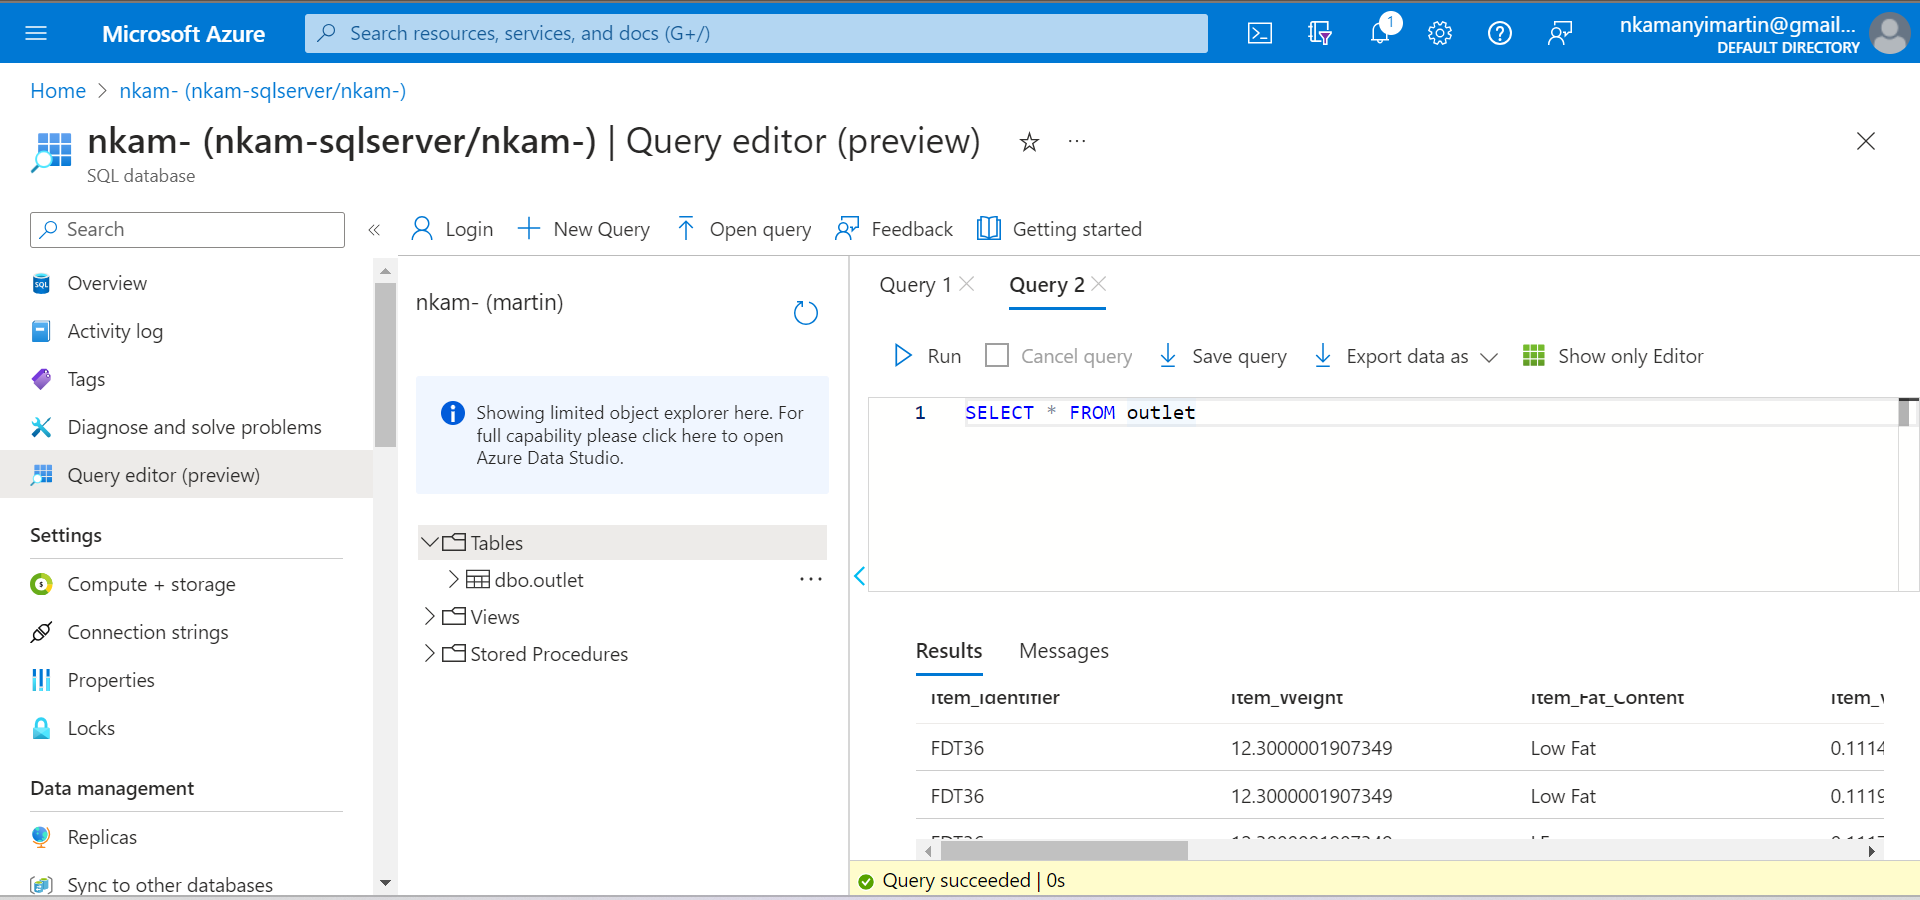 Microsoft Azure
Search resources, services, and docs (G+/)
1
nkamanyimartin@gmail...
DEFAULT DIRECTORY
Home > nkam- (nkam-sqlserver/nkam-)
nkam- (nkam-sqlserver/nkam-) | Query editor (preview)
...
SQL database
Search
«
Login
New Query
Open query
Feedback
Getting started
Overview
Activity log
Tags
Diagnose and solve problems
Query editor (preview)
Settings
Compute + storage
Connection strings
Properties
Locks
Data management
Replicas
Sync to other databases
nkam- (martin)
Showing limited object explorer here. For
full capability please click here to open
Azure Data Studio.
Tables
dbo.outlet
...
Views
Stored Procedures
Query 1
Query 2
Run
Cancel query
Save query
Export data as
Show only Editor
1 SELECT * FROM outlet
Results
Messages
Item_Identifier Item_Weight Item_Fat_Content Item_V
FDT36 12.3000001907349 Low Fat 0.1114
FDT36 12.3000001907349 Low Fat 0.1119
Query succeeded | 0s